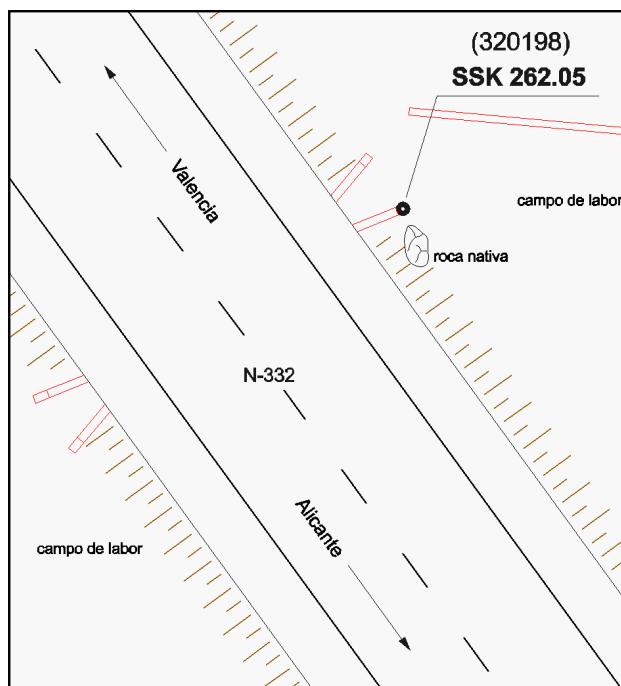 (320198)
SSK 262.05
Valencia
campo de labor
roca nativa
N-332
Alicante
campo de labor